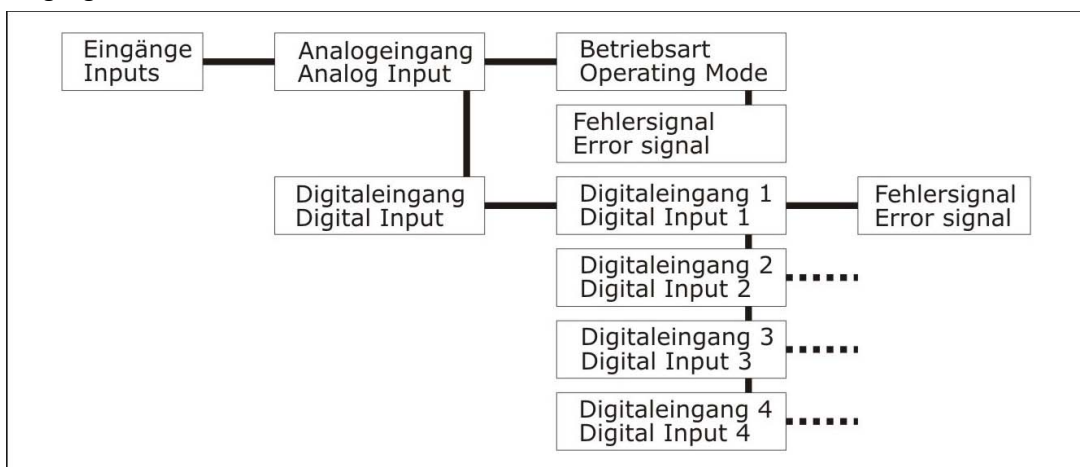 Eingänge
Inputs
Analogeingang
Analog Input
Betriebsart
Operating Mode
Fehlersignal
Error signal
Digitaleingang
Digital Input
Digitaleingang 1
Digital Input 1
Fehlersignal
Error signal
Digitaleingang 2
Digital Input 2
Digitaleingang 3
Digital Input 3
Digitaleingang 4
Digital Input 4